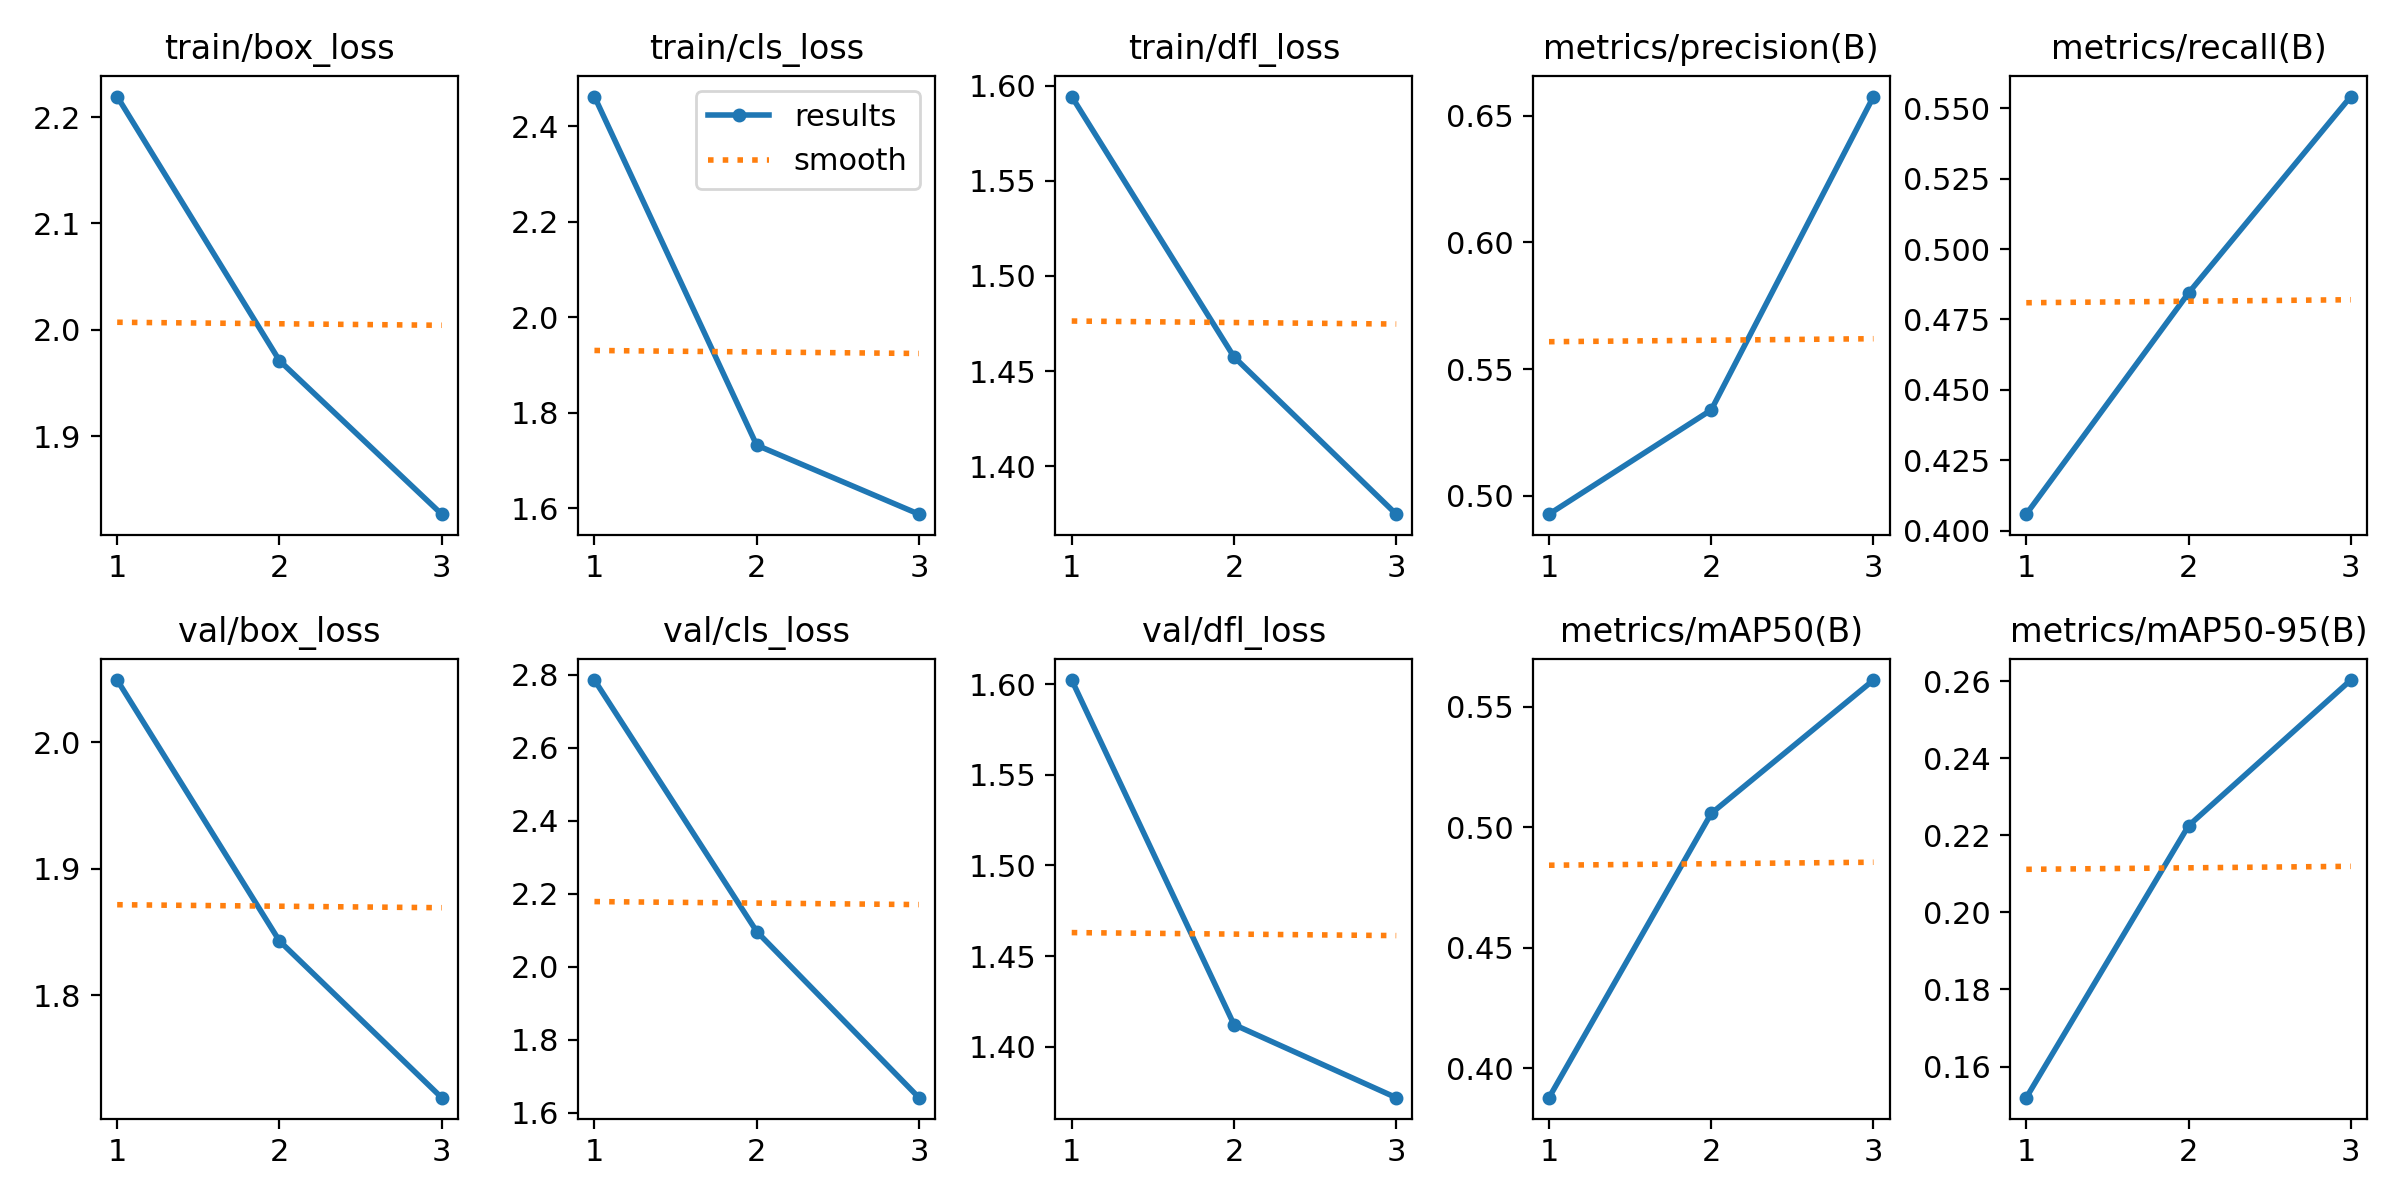 train/box_loss
2.2
2.1
2.0
1.9
1 2 3
train/cls_loss
results
smooth
2.4
2.2
2.0
1.8
1.6
1 2 3
train/dfl_loss
1.60
1.55
1.50
1.45
1.40
1 2 3
metrics/precision(B)
0.65
0.60
0.55
0.50
1 2 3
metrics/recall(B)
0.550
0.525
0.500
0.475
0.450
0.425
0.400
1 2 3
val/box_loss
2.0
1.9
1.8
1 2 3
val/cls_loss
2.8
2.6
2.4
2.2
2.0
1.8
1.6
1 2 3
val/dfl_loss
1.60
1.55
1.50
1.45
1.40
1 2 3
metrics/mAP50(B)
0.55
0.50
0.45
0.40
1 2 3
metrics/mAP50-95(B)
0.26
0.24
0.22
0.20
0.18
0.16
1 2 3